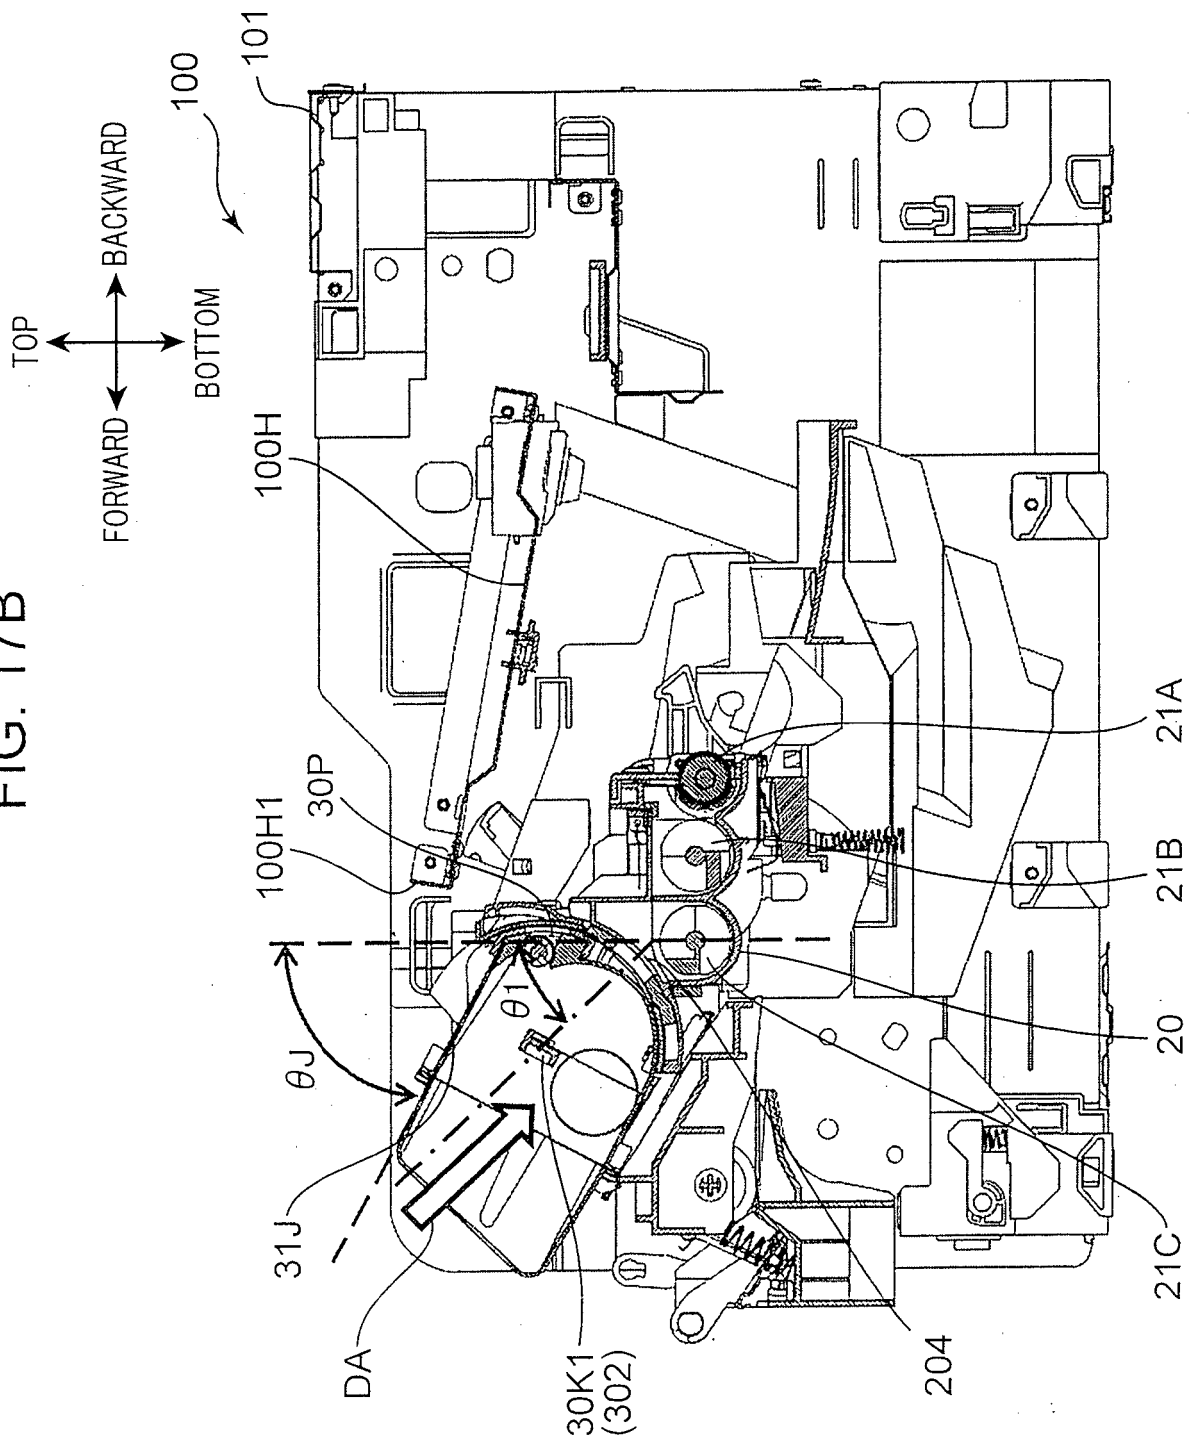 FIG. 17B
TOP
FORWARD
BACKWARD
BOTTOM
100
101
100H
100H1
30P
θJ
θ1
31J
DA
30K1
(302)
204
21C
20
21B
21A